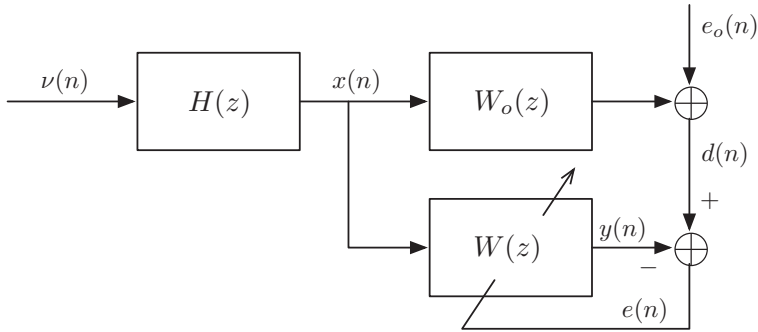 e_o(n)
ν(n)
H(z)
x(n)
W_o(z)
d(n)
+
W(z)
y(n)
−
e(n)